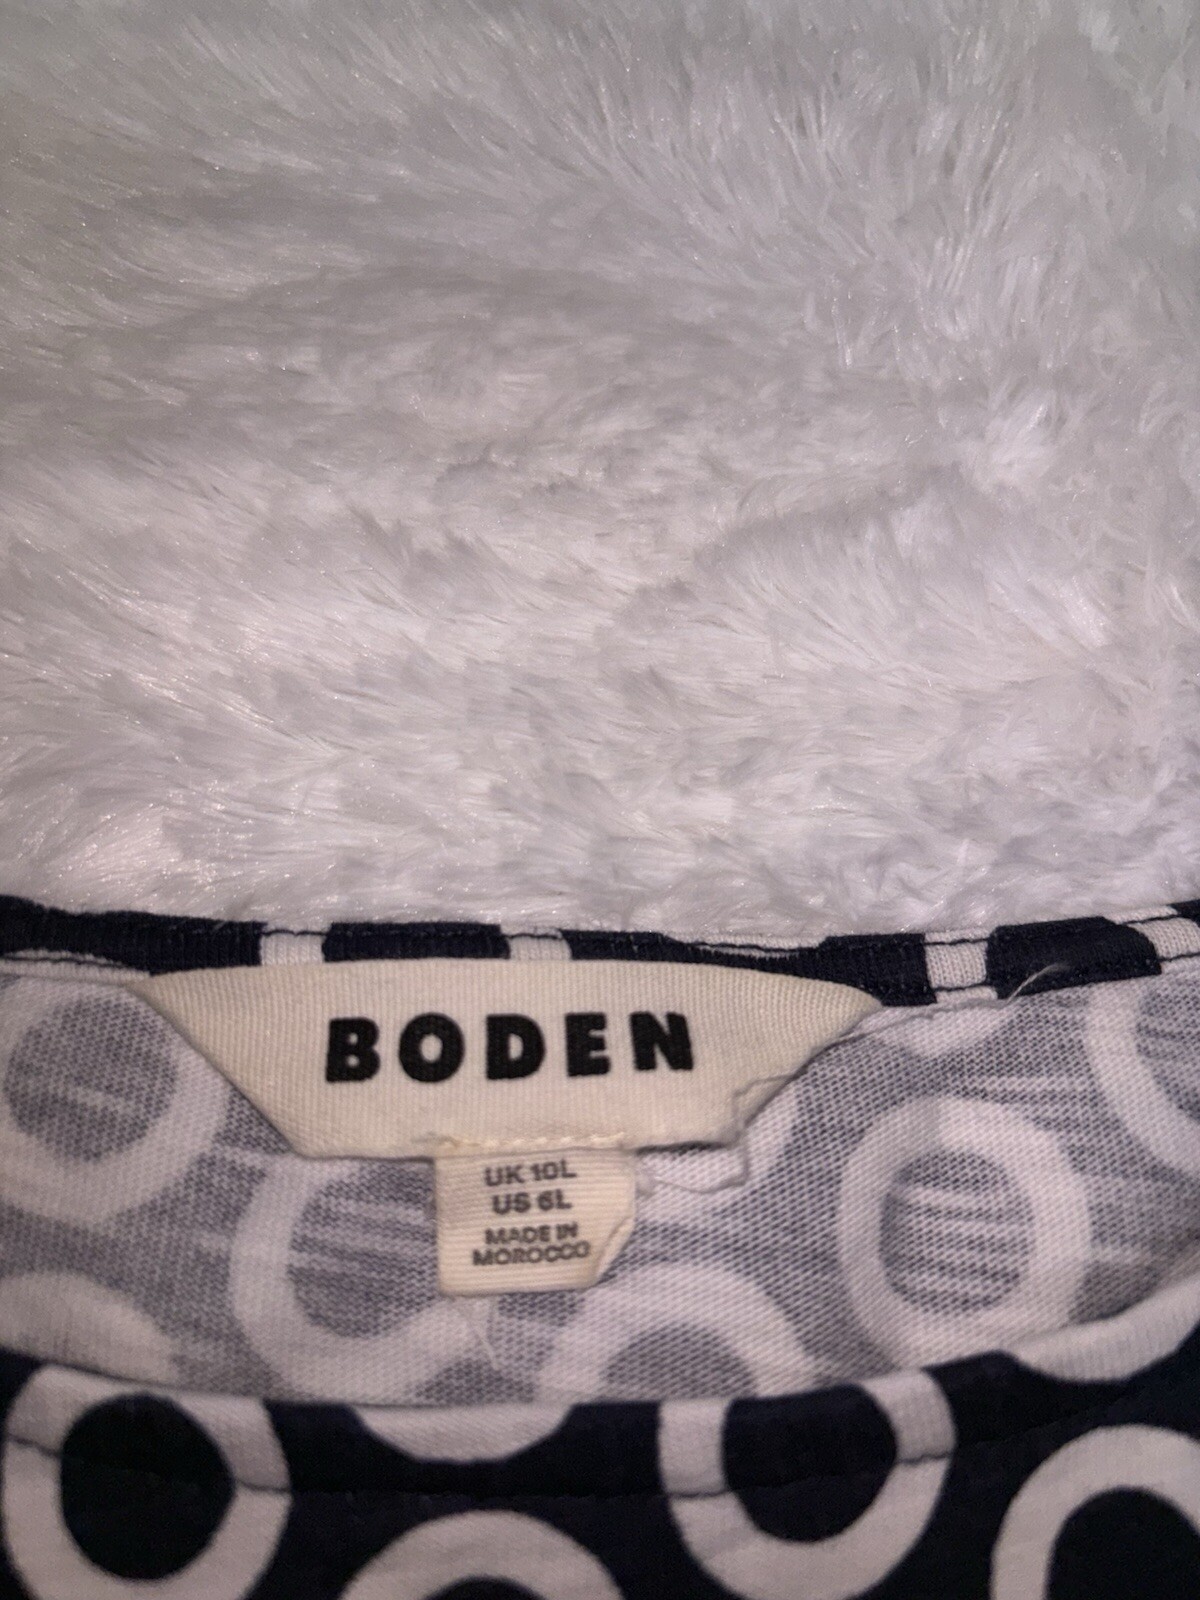 BODEN
UK 10L
US 6L
MADE IN
MOROCCO